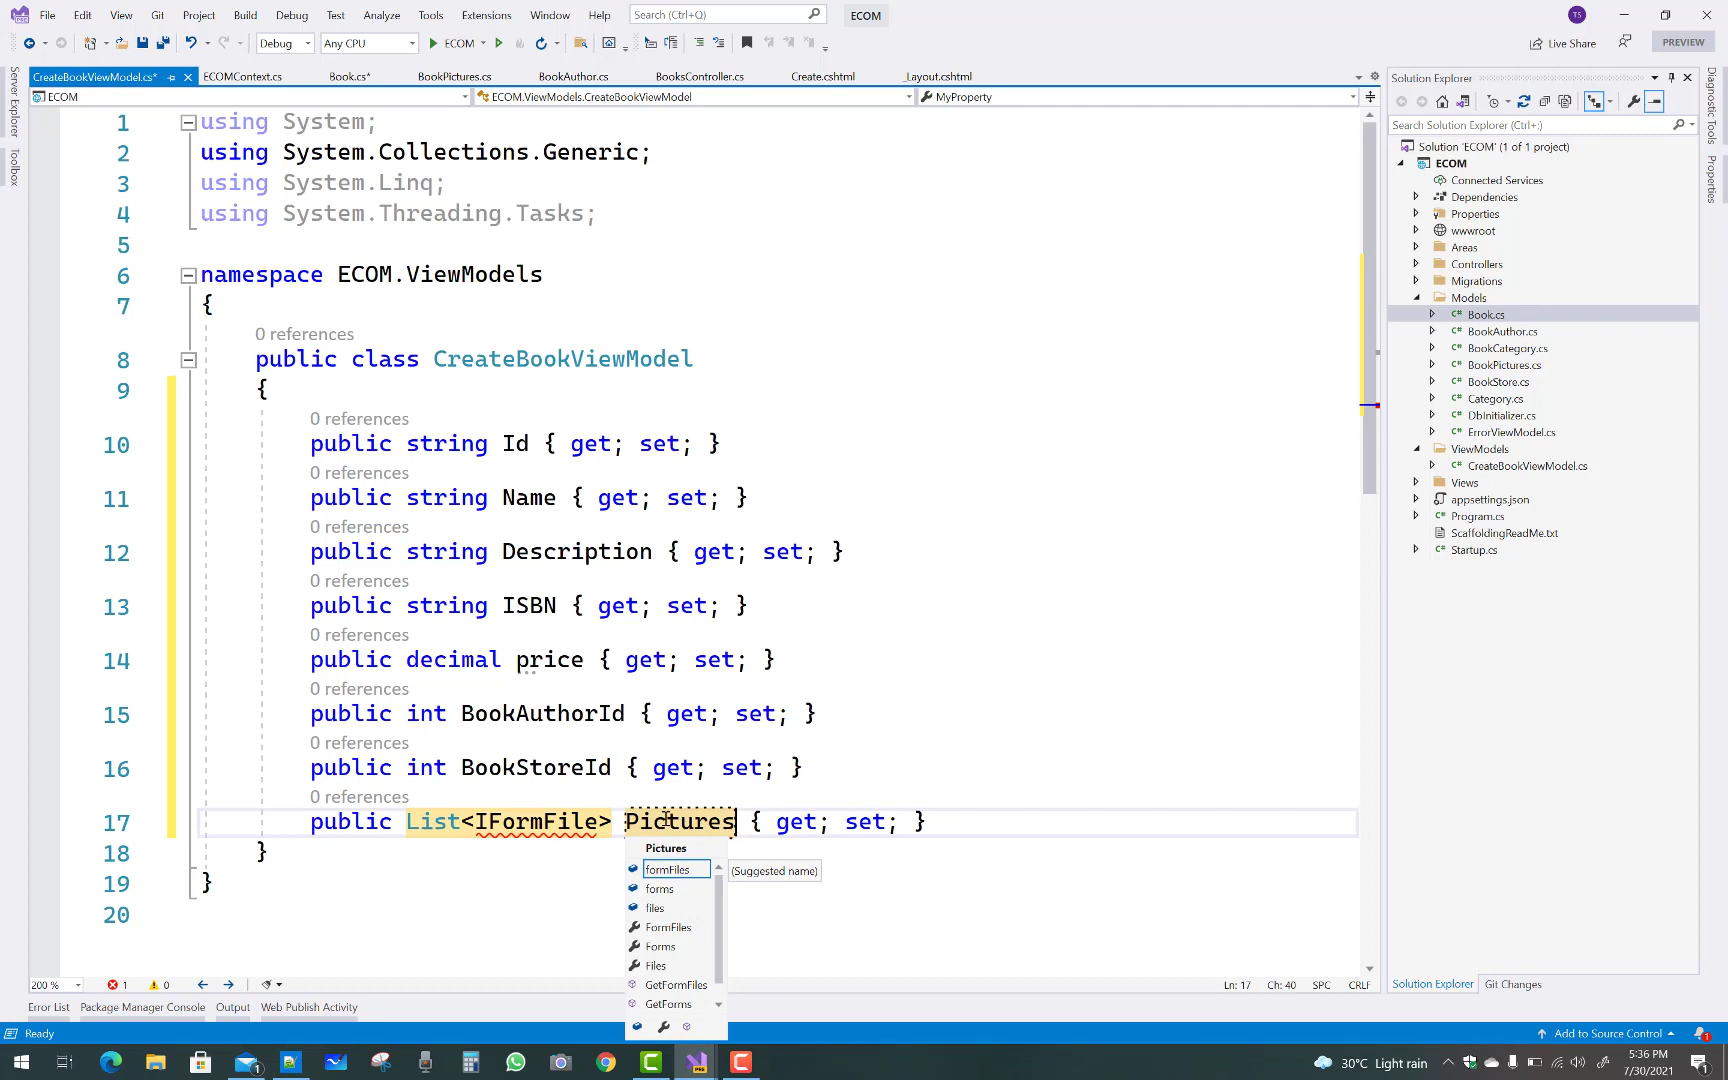 File Edit View Git Project Build Debug Test Analyze Tools Extensions Window Help Search (Ctrl+Q) ECOM TS
Debug Any CPU ECOM Live Share PREVIEW
CreateBookViewModel.cs* ECOMContext.cs Book.cs* BookPictures.cs BookAuthor.cs BooksController.cs Create.cshtml _Layout.cshtml
ECOM ECOM.ViewModels.CreateBookViewModel MyProperty
Server Explorer
Toolbox
1 using System;
2 using System.Collections.Generic;
3 using System.Linq;
4 using System.Threading.Tasks;
5
6 namespace ECOM.ViewModels
7 {
0 references
8 public class CreateBookViewModel
9 {
0 references
10 public string Id { get; set; }
0 references
11 public string Name { get; set; }
0 references
12 public string Description { get; set; }
0 references
13 public string ISBN { get; set; }
0 references
14 public decimal price { get; set; }
0 references
15 public int BookAuthorId { get; set; }
0 references
16 public int BookStoreId { get; set; }
0 references
17 public List<IFormFile> Pictures { get; set; }
18 }
19 }
20
Pictures
formFiles (Suggested name)
forms
files
FormFiles
Forms
Files
GetFormFiles
GetForms
200 % 1 0 Ln: 17 Ch: 40 SPC CRLF
Error List Package Manager Console Output Web Publish Activity
Solution Explorer
Search Solution Explorer (Ctrl+;)
Solution 'ECOM' (1 of 1 project)
ECOM
Connected Services
Dependencies
Properties
wwwroot
Areas
Controllers
Migrations
Models
Book.cs
BookAuthor.cs
BookCategory.cs
BookPictures.cs
BookStore.cs
Category.cs
DbInitializer.cs
ErrorViewModel.cs
ViewModels
CreateBookViewModel.cs
Views
appsettings.json
Program.cs
ScaffoldingReadMe.txt
Startup.cs
Solution Explorer Git Changes
Diagnostic Tools
Properties
Ready Add to Source Control 1
1 30°C Light rain 5:36 PM
7/30/2021 1